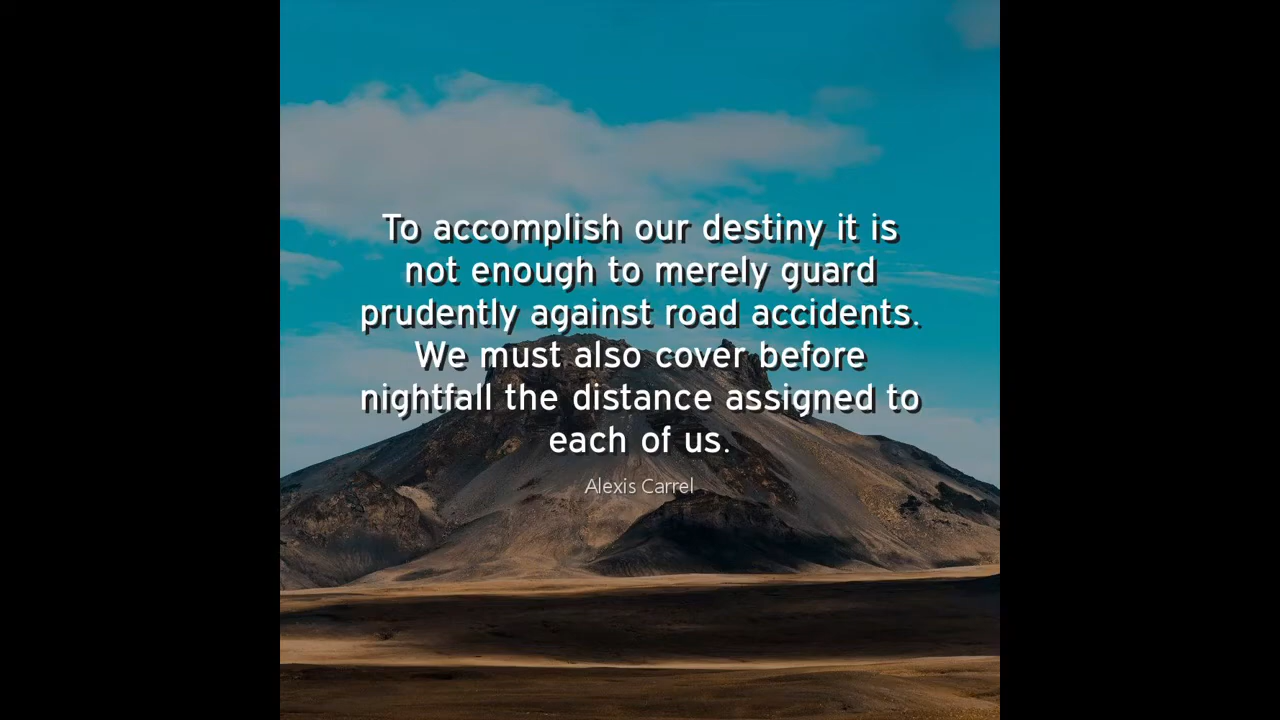 To accomplish our destiny it is
not enough to merely guard
prudently against road accidents.
We must also cover before
nightfall the distance assigned to
each of us.
Alexis Carrel